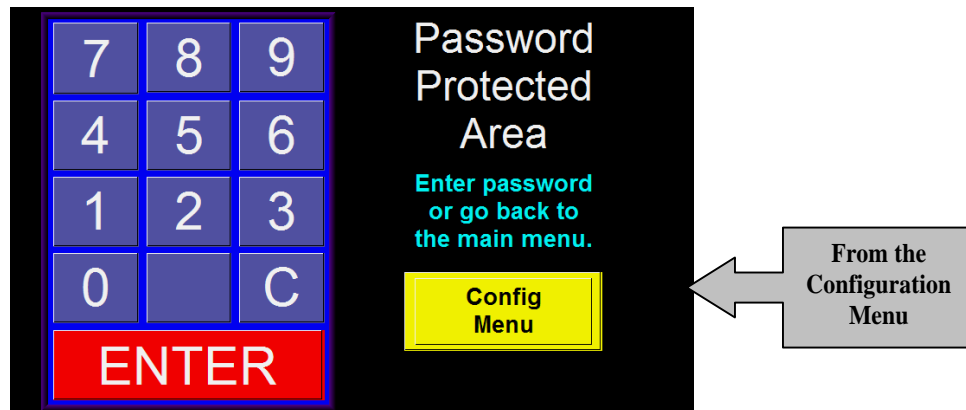 7 8 9
4 5 6
1 2 3
0 C
ENTER
Password
Protected
Area
Enter password
or go back to
the main menu.
Config
Menu
From the
Configuration
Menu